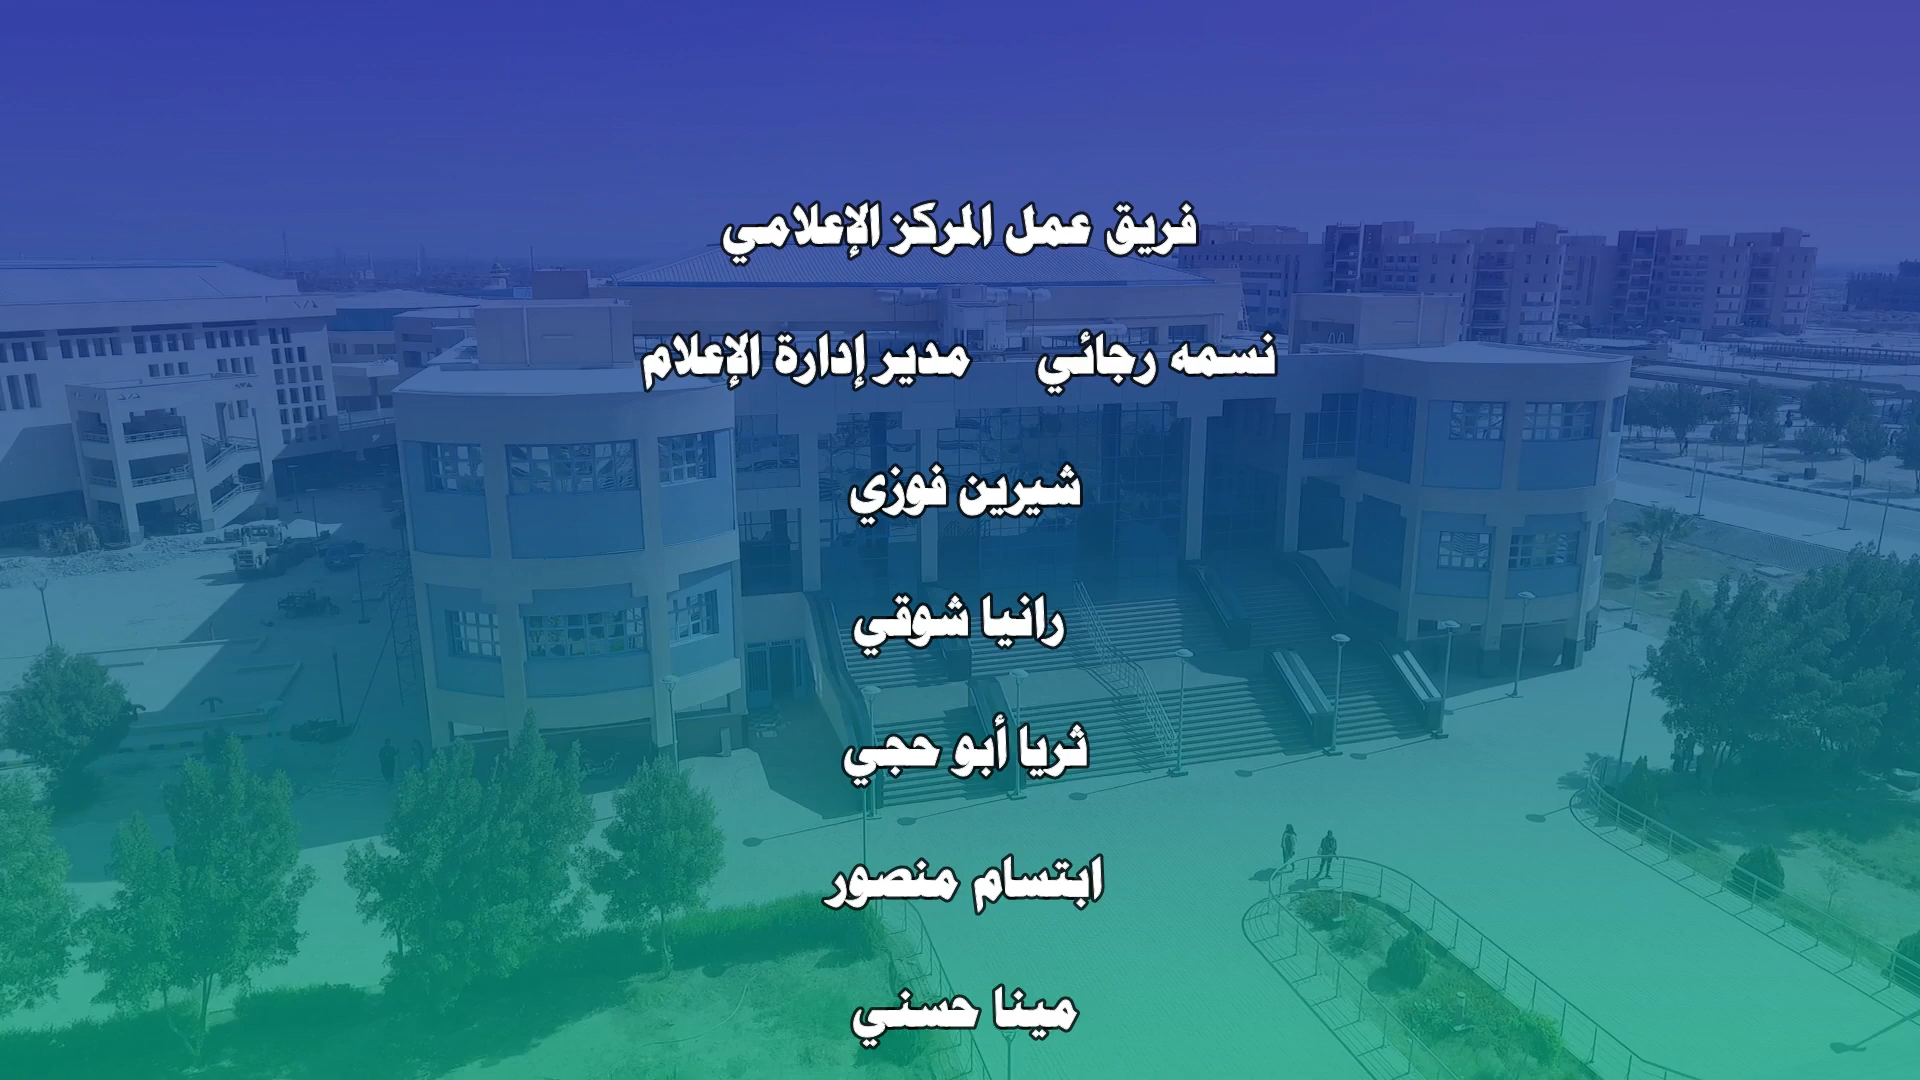 فريق عمل المركز الإعلامي
نسمه رجائي مدير إدارة الإعلام
شيرين فوزي
رانيا شوقي
ثريا أبو حجي
ابتسام منصور
مينا حسني